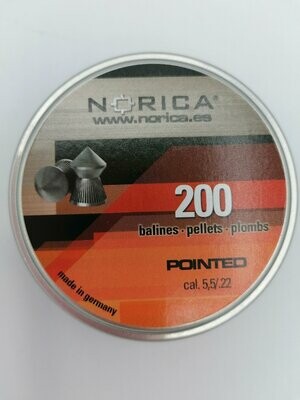 NORICA®
www.norica.es
200
balines · pellets · plombs
POINTED
cal. 5,5/.22
made in germany